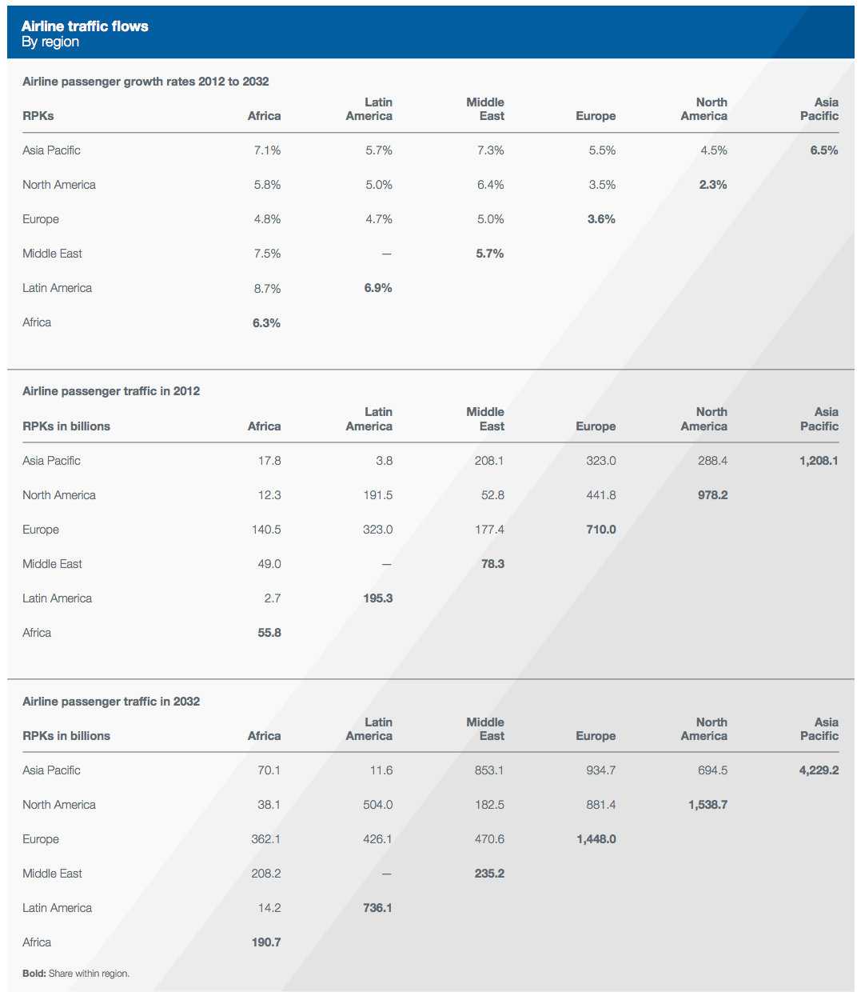 Airline traffic flows
By region
Airline passenger growth rates 2012 to 2032
RPKs Africa Latin America Middle East Europe North America Asia Pacific
Asia Pacific 7.1% 5.7% 7.3% 5.5% 4.5% 6.5%
North America 5.8% 5.0% 6.4% 3.5% 2.3%
Europe 4.8% 4.7% 5.0% 3.6%
Middle East 7.5% — 5.7%
Latin America 8.7% 6.9%
Africa 6.3%
Airline passenger traffic in 2012
RPKs in billions Africa Latin America Middle East Europe North America Asia Pacific
Asia Pacific 17.8 3.8 208.1 323.0 288.4 1,208.1
North America 12.3 191.5 52.8 441.8 978.2
Europe 140.5 323.0 177.4 710.0
Middle East 49.0 — 78.3
Latin America 2.7 195.3
Africa 55.8
Airline passenger traffic in 2032
RPKs in billions Africa Latin America Middle East Europe North America Asia Pacific
Asia Pacific 70.1 11.6 853.1 934.7 694.5 4,229.2
North America 38.1 504.0 182.5 881.4 1,538.7
Europe 362.1 426.1 470.6 1,448.0
Middle East 208.2 — 235.2
Latin America 14.2 736.1
Africa 190.7
Bold: Share within region.